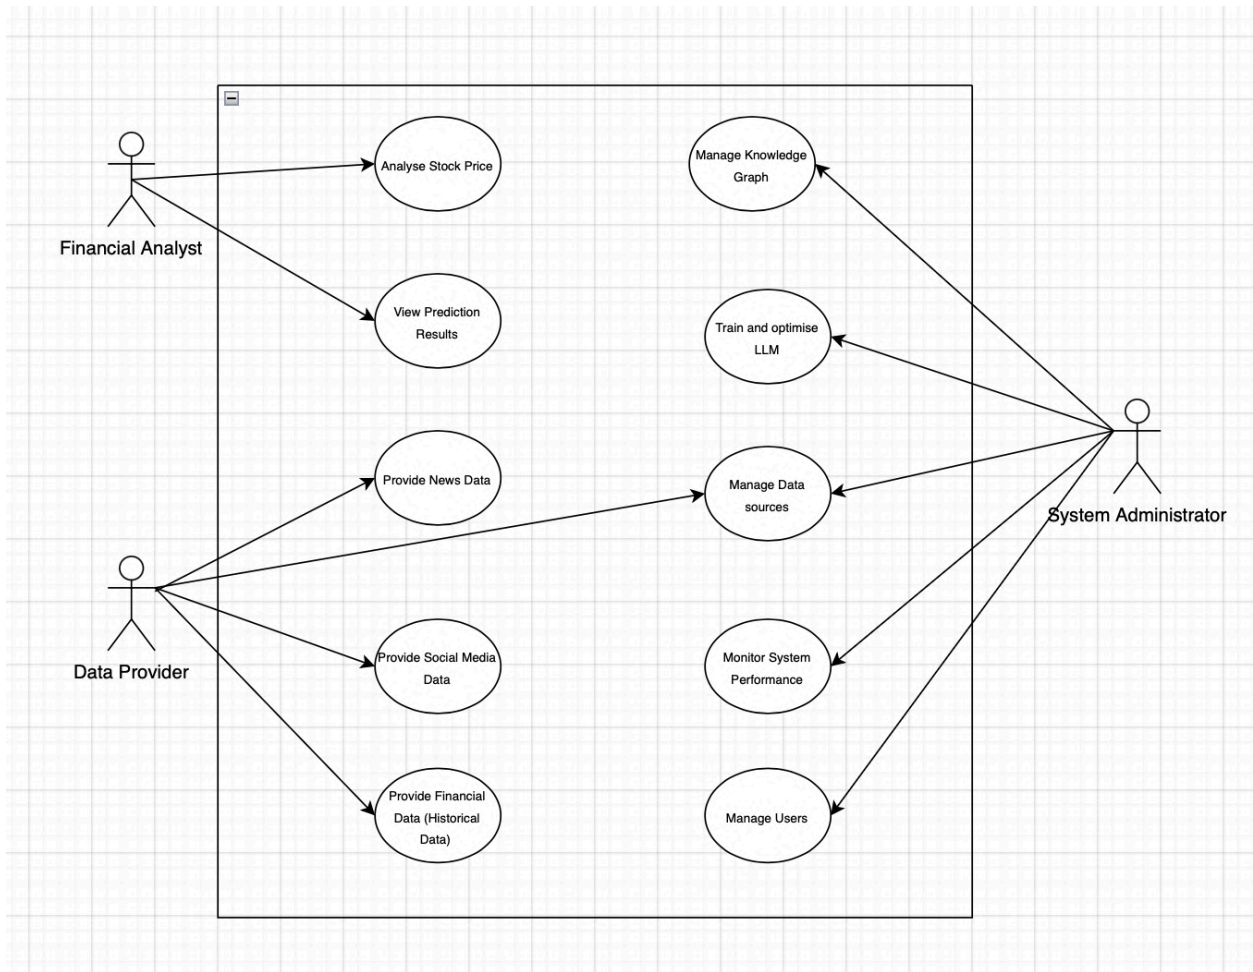 Analyse Stock Price
Manage Knowledge
Graph
Financial Analyst
View Prediction
Results
Train and optimise
LLM
Provide News Data
Manage Data
sources
System Administrator
Data Provider
Provide Social Media
Data
Monitor System
Performance
Provide Financial
Data (Historical
Data)
Manage Users